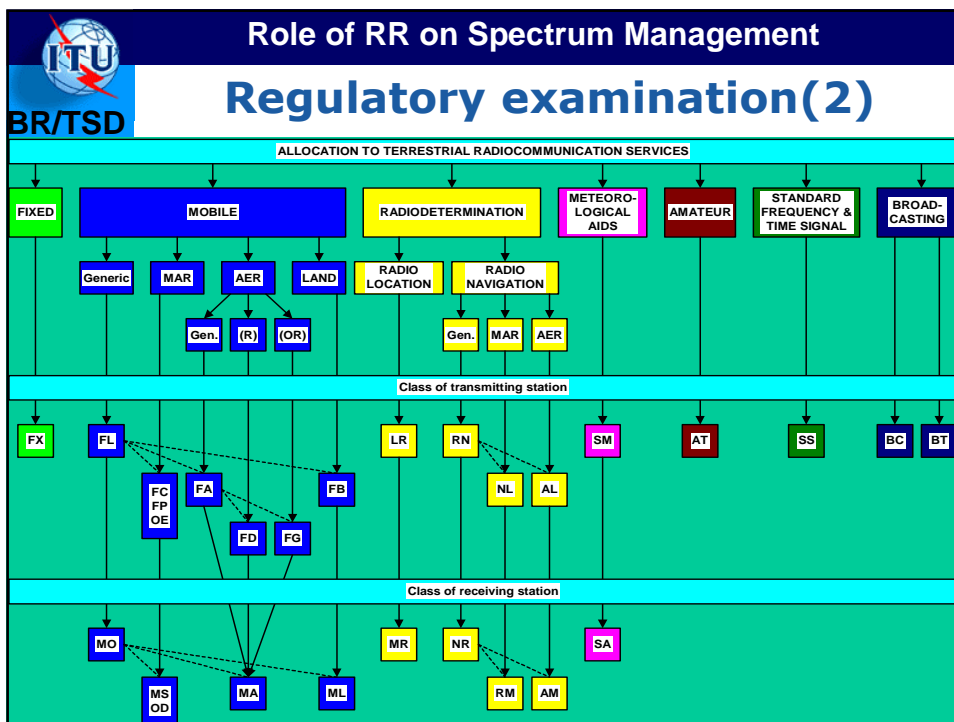 Role of RR on Spectrum Management
ITU
BR/TSD
Regulatory examination(2)
ALLOCATION TO TERRESTRIAL RADIOCOMMUNICATION SERVICES
FIXED
MOBILE
RADIODETERMINATION
METEORO-
LOGICAL
AIDS
AMATEUR
STANDARD
FREQUENCY &
TIME SIGNAL
BROAD-
CASTING
Generic
MAR
AER
LAND
RADIO
LOCATION
RADIO
NAVIGATION
Gen.
(R)
(OR)
Gen.
MAR
AER
Class of transmitting station
FX
FL
LR
RN
SM
AT
SS
BC
BT
FC
FP
OE
FA
FB
NL
AL
FD
FG
Class of receiving station
MO
MR
NR
SA
MS
OD
MA
ML
RM
AM